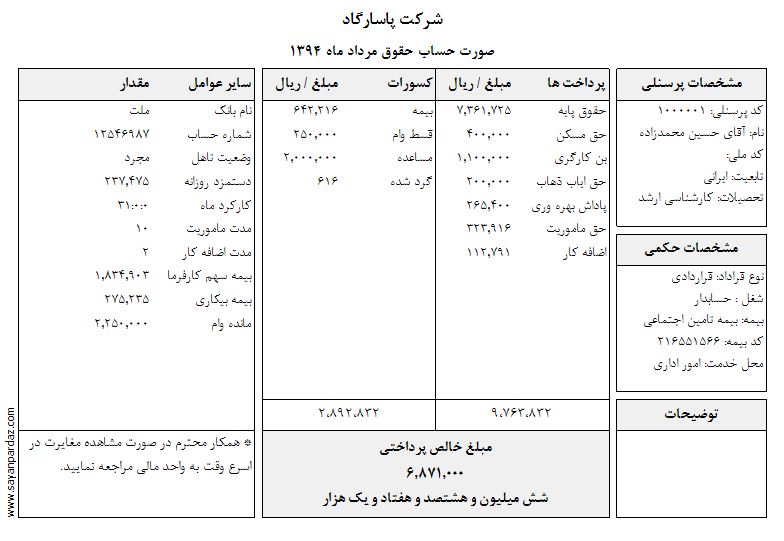 شرکت پاسارگاد
صورت حساب حقوق مرداد ماه ۱۳۹۴
مشخصات پرسنلی
کد پرسنلی: ۱۰۰۰۰۰۱
نام: آقای حسین محمدزاده
کد ملی:
تابعیت: ایرانی
تحصیلات: کارشناسی ارشد
مشخصات حکمی
نوع قراداد: قراردادی
شغل : حسابدار
بیمه: بیمه تامین اجتماعی
کد بیمه: ۲۱۶۵۵۱۵۶۶
محل خدمت: امور اداری
توضیحات
پرداخت ها مبلغ / ریال
حقوق پایه ۷,۳۶۱,۷۲۵
حق مسکن ۴۰۰,۰۰۰
بن کارگری ۱,۱۰۰,۰۰۰
حق ایاب ذهاب ۲۰۰,۰۰۰
پاداش بهره وری ۲۶۵,۴۰۰
حق ماموریت ۳۲۳,۹۱۶
اضافه کار ۱۱۲,۷۹۱
۹,۷۶۳,۸۳۲
کسورات مبلغ / ریال
بیمه ۶۴۲,۲۱۶
قسط وام ۲۵۰,۰۰۰
مساعده ۲,۰۰۰,۰۰۰
گرد شده ۶۱۶
۲,۸۹۲,۸۳۲
مبلغ خالص پرداختی
۶,۸۷۱,۰۰۰
شش میلیون و هشتصد و هفتاد و یک هزار
سایر عوامل مقدار
نام بانک ملت
شماره حساب ۱۲۵۴۶۹۸۷
وضعیت تاهل مجرد
دستمزد روزانه ۲۳۷,۴۷۵
کارکرد ماه ۳۱:۰:۰
مدت ماموریت ۱۰
مدت اضافه کار ۲
بیمه سهم کارفرما ۱,۸۳۴,۹۰۳
بیمه بیکاری ۲۷۵,۲۳۵
مانده وام ۲,۲۵۰,۰۰۰
* همکار محترم در صورت مشاهده مغایرت در
اسرع وقت به واحد مالی مراجعه نمایید.
www.sayanpardaz.com